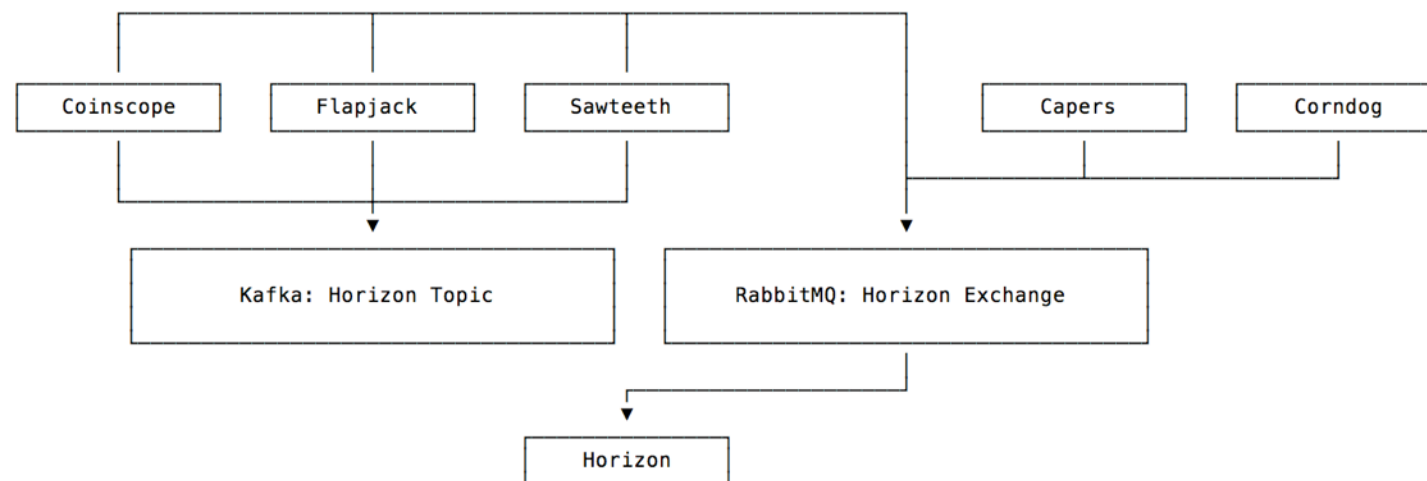 Coinscope
Flapjack
Sawteeth
Capers
Corndog
Kafka: Horizon Topic
RabbitMQ: Horizon Exchange
Horizon